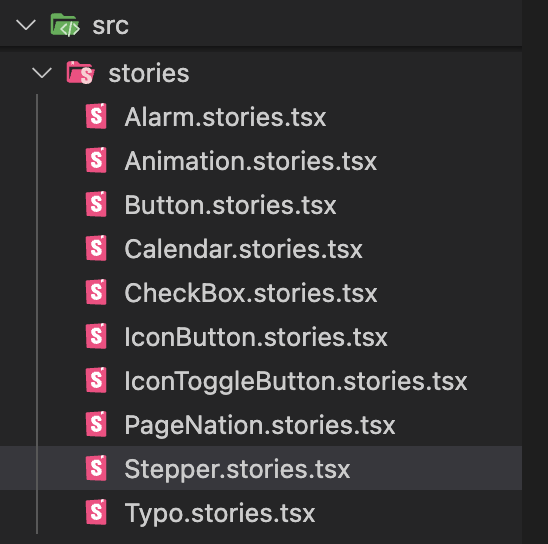 src
stories
Alarm.stories.tsx
Animation.stories.tsx
Button.stories.tsx
Calendar.stories.tsx
CheckBox.stories.tsx
IconButton.stories.tsx
IconToggleButton.stories.tsx
PageNation.stories.tsx
Stepper.stories.tsx
Typo.stories.tsx